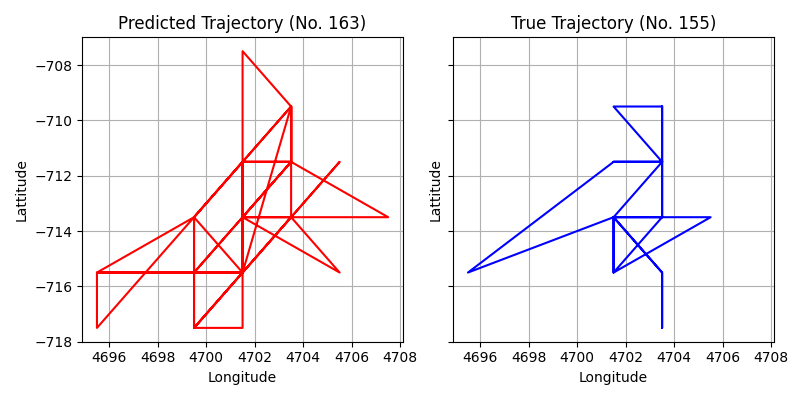 Predicted Trajectory (No. 163)
True Trajectory (No. 155)
Lattitude
−708
−710
−712
−714
−716
−718
4696 4698 4700 4702 4704 4706 4708
Longitude
Lattitude
4696 4698 4700 4702 4704 4706 4708
Longitude